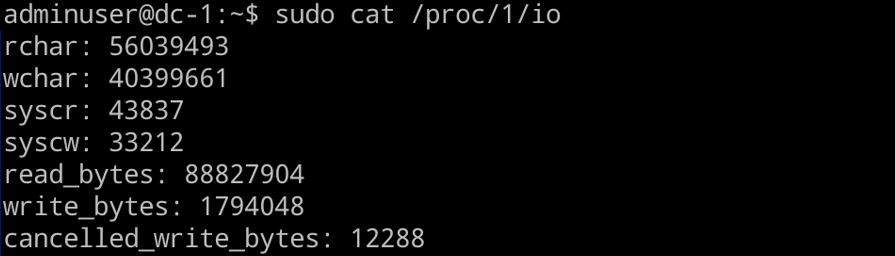 adminuser@dc-1:~$ sudo cat /proc/1/io
rchar: 56039493
wchar: 40399661
syscr: 43837
syscw: 33212
read_bytes: 88827904
write_bytes: 1794048
cancelled_write_bytes: 12288